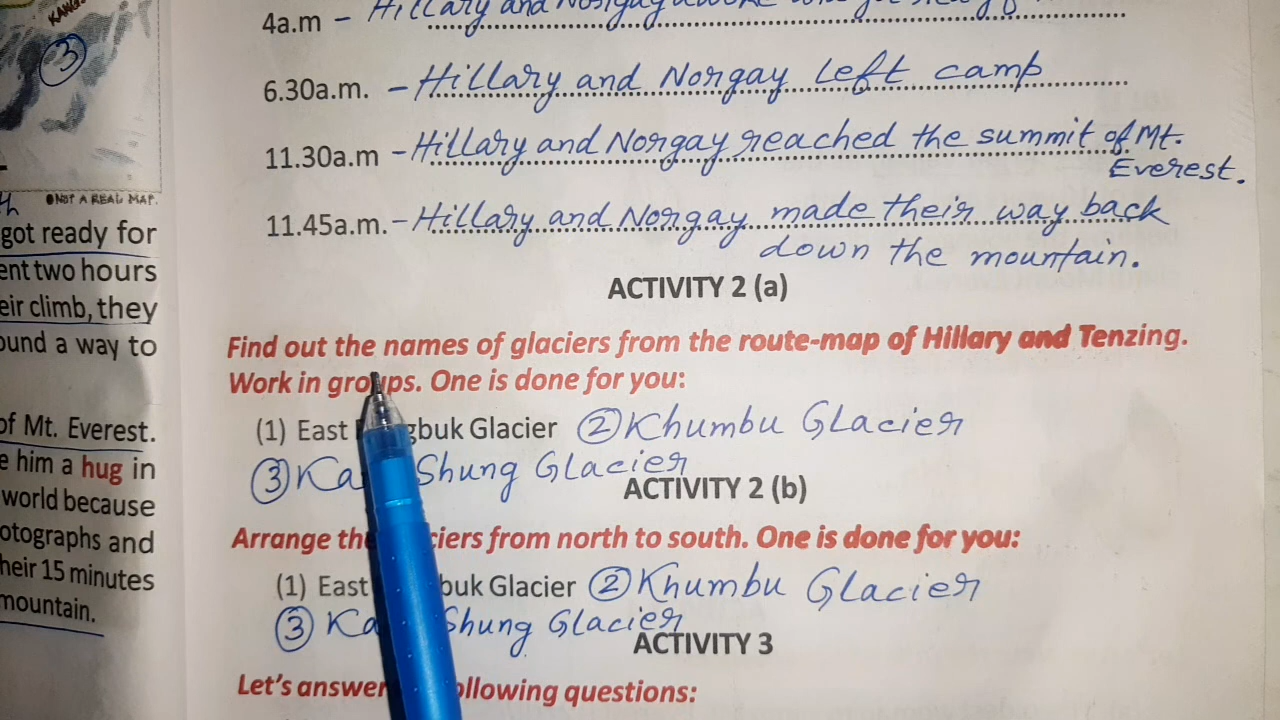 KANG
3
NOT A REAL MAP.
got ready for
ent two hours
eir climb, they
ound a way to
of Mt. Everest.
e him a hug in
world because
otographs and
heir 15 minutes
mountain.
4a.m - Hillary and Norgay awoke
6.30a.m. - Hillary and Norgay left camp
11.30a.m - Hillary and Norgay reached the summit of Mt.
Everest.
11.45a.m. - Hillary and Norgay made their way back
down the mountain.
ACTIVITY 2 (a)
Find out the names of glaciers from the route-map of Hillary and Tenzing.
Work in groups. One is done for you:
(1) East gbuk Glacier ② Khumbu Glacier
③ Ka Shung Glacier
ACTIVITY 2 (b)
Arrange the ciers from north to south. One is done for you:
(1) East buk Glacier ② Khumbu Glacier
③ Ka Shung Glacier
ACTIVITY 3
Let's answer ollowing questions: